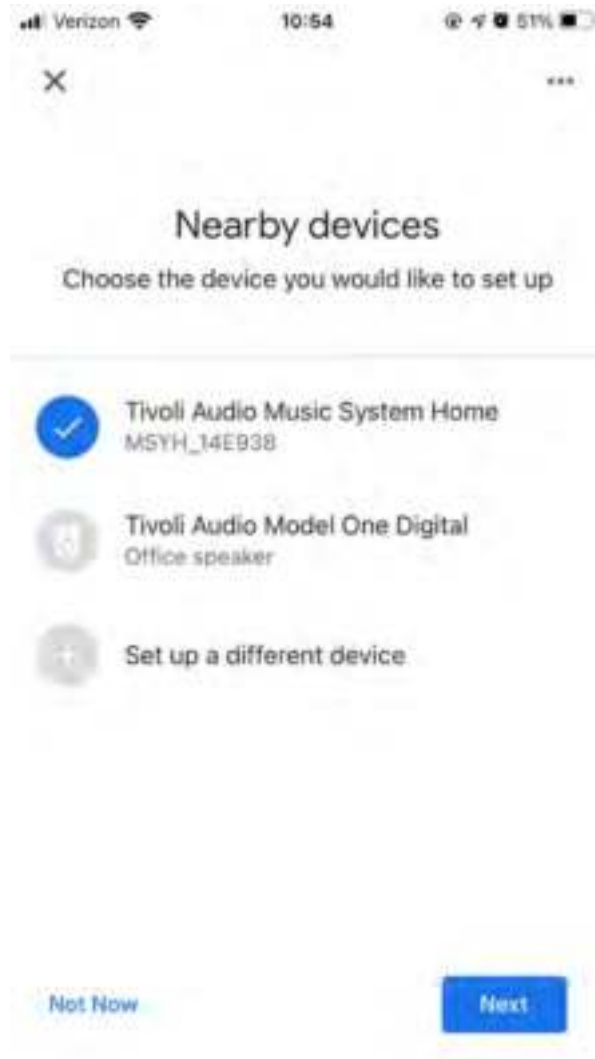 Verizon 10:54 51%
Nearby devices
Choose the device you would like to set up
Tivoli Audio Music System Home
MSYH_14E938
Tivoli Audio Model One Digital
Office speaker
Set up a different device
Not Now Next